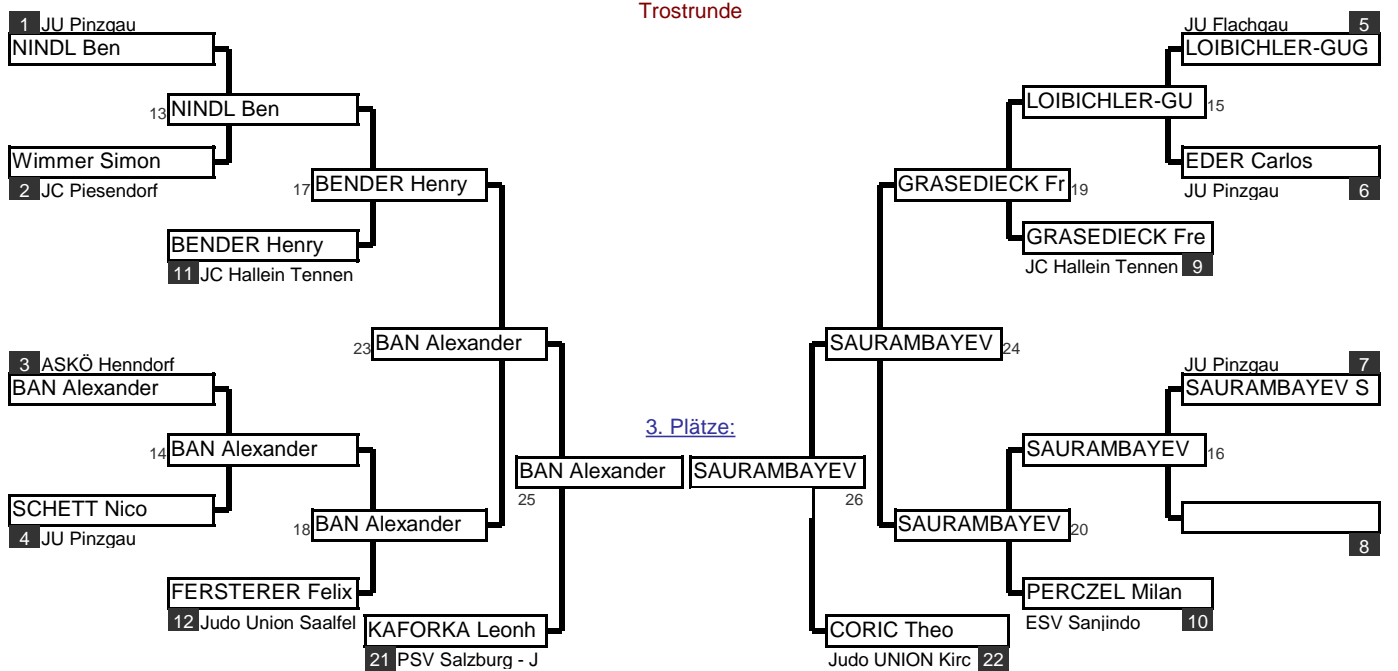 Trostrunde
1 JU Pinzgau
NINDL Ben
13 NINDL Ben
Wimmer Simon
2 JC Piesendorf
17 BENDER Henry
BENDER Henry
11 JC Hallein Tennen
23 BAN Alexander
3 ASKÖ Henndorf
BAN Alexander
14 BAN Alexander
SCHETT Nico
4 JU Pinzgau
18 BAN Alexander
FERSTERER Felix
12 Judo Union Saalfel
KAFORKA Leonh
21 PSV Salzburg - J
3. Plätze:
BAN Alexander
25
SAURAMBAYEV
26
JU Flachgau 5
LOIBICHLER-GUG
LOIBICHLER-GU 15
EDER Carlos
JU Pinzgau 6
GRASEDIECK Fr 19
GRASEDIECK Fre
JC Hallein Tennen 9
SAURAMBAYEV 24
JU Pinzgau 7
SAURAMBAYEV S
SAURAMBAYEV 16
8
SAURAMBAYEV 20
PERCZEL Milan
ESV Sanjindo 10
CORIC Theo
Judo UNION Kirc 22